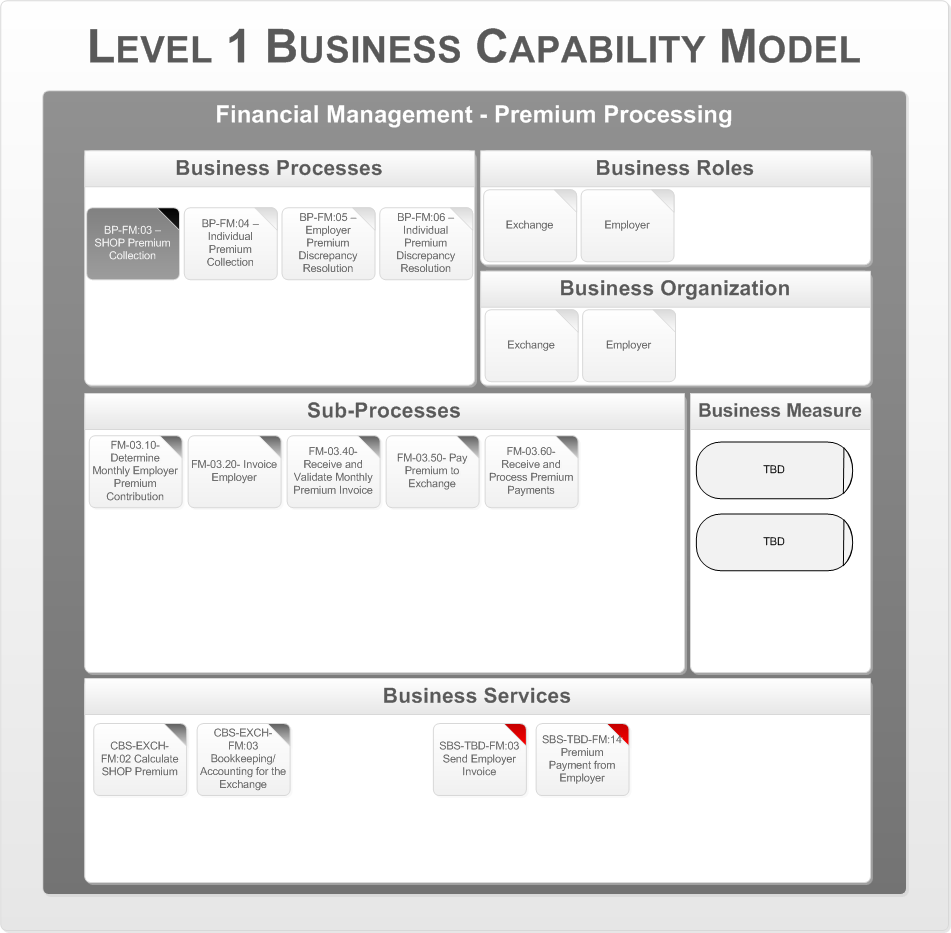 LEVEL 1 BUSINESS CAPABILITY MODEL
Financial Management - Premium Processing
Business Processes
BP-FM:03 –
SHOP Premium
Collection
BP-FM:04 –
Individual
Premium
Collection
BP-FM:05 –
Employer
Premium
Discrepancy
Resolution
BP-FM:06 –
Individual
Premium
Discrepancy
Resolution
Business Roles
Exchange
Employer
Business Organization
Exchange
Employer
Sub-Processes
FM-03.10-
Determine
Monthly Employer
Premium
Contribution
FM-03.20- Invoice
Employer
FM-03.40-
Receive and
Validate Monthly
Premium Invoice
FM-03.50- Pay
Premium to
Exchange
FM-03.60-
Receive and
Process Premium
Payments
Business Measure
TBD
TBD
Business Services
CBS-EXCH-
FM:02 Calculate
SHOP Premium
CBS-EXCH-
FM:03
Bookkeeping/
Accounting for the
Exchange
SBS-TBD-FM:03
Send Employer
Invoice
SBS-TBD-FM:14
Premium
Payment from
Employer